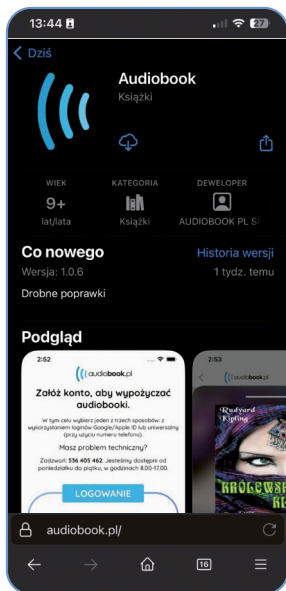 13:44
27
Dziś
Audiobook
Książki
WIEK
KATEGORIA
DEWELOPER
9+
lat/lata
Książki
AUDIOBOOK PL S
Co nowego
Historia wersji
Wersja: 1.0.6
1 tydz. temu
Drobne poprawki
Podgląd
2:52
audiobook.pl
Załóż konto, aby wypożyczać
audiobooki.
W tym celu wybierz jeden z trzech sposobów: z
wykorzystaniem loginów Google/Apple ID lub uniwersalny
(przy użyciu numeru telefonu).
Masz problem techniczny?
Zadzwoń: 536 405 462. Jesteśmy dostępni od
poniedziałku do piątku, w godzinach 8.00-17.00.
LOGOWANIE
2:53
audiobook.pl
Rudyard
Kipling
audiobook.pl/
16